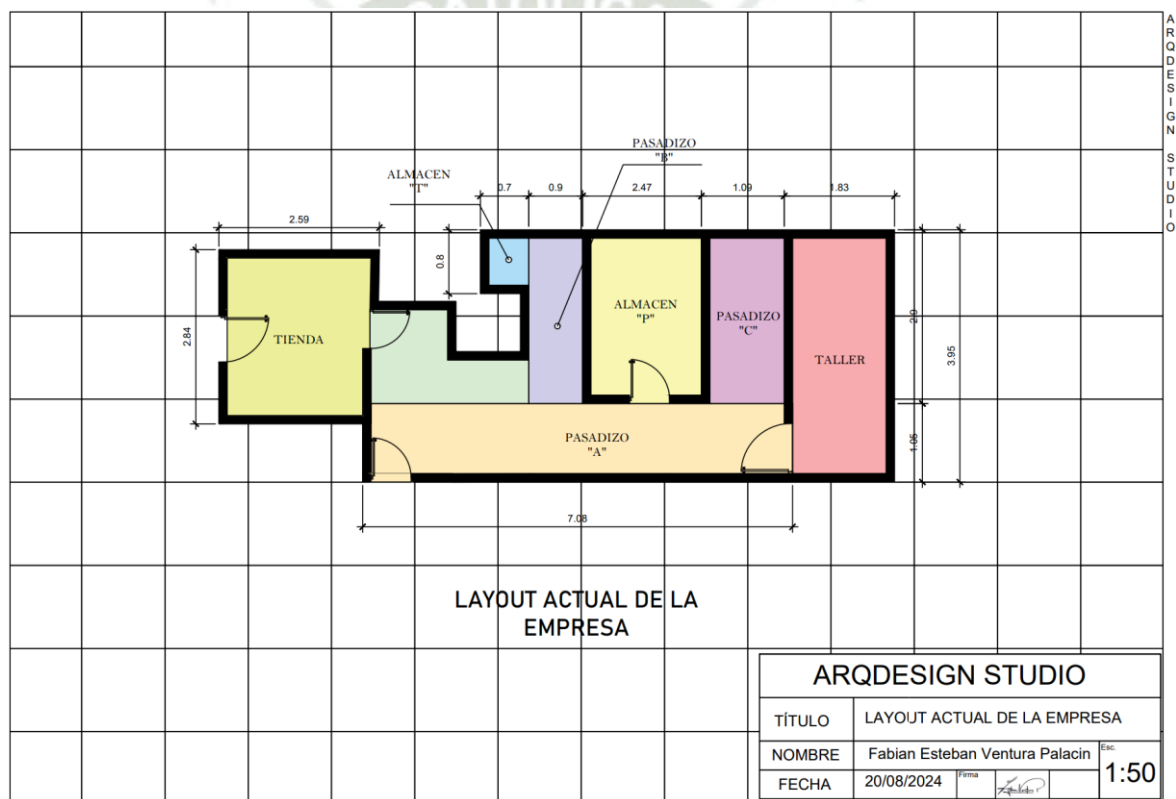 ARQDESIGN STUDIO
PASADIZO
"B"
ALMACEN
"T"
0.7
0.9
2.47
1.09
1.83
2.59
0.8
2.84
TIENDA
ALMACEN
"P"
PASADIZO
"C"
TALLER
2.9
3.95
1.05
PASADIZO
"A"
7.08
LAYOUT ACTUAL DE LA
EMPRESA
ARQDESIGN STUDIO
TÍTULO
LAYOUT ACTUAL DE LA EMPRESA
NOMBRE
Fabian Esteban Ventura Palacin
Esc.
1:50
FECHA
20/08/2024
Firma